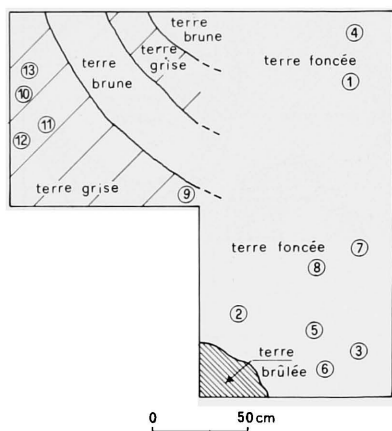 terre
brune
④
terre foncée
terre
grise
①
terre
brune
⑬
⑩
⑪
⑫
terre grise
⑨
terre foncée
⑦
⑧
②
⑤
③
terre
brûlée
⑥
0 50 cm